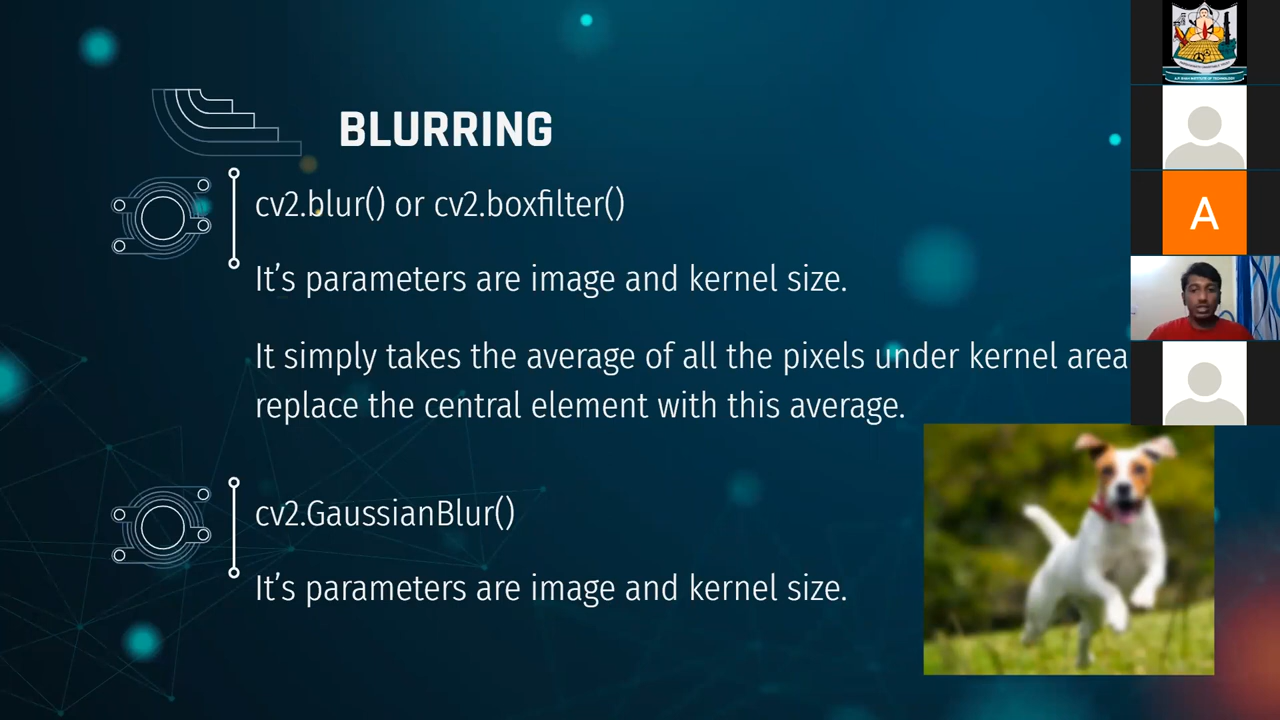 BLURRING
cv2.blur() or cv2.boxfilter()
It’s parameters are image and kernel size.
It simply takes the average of all the pixels under kernel area
replace the central element with this average.
cv2.GaussianBlur()
It’s parameters are image and kernel size.
A